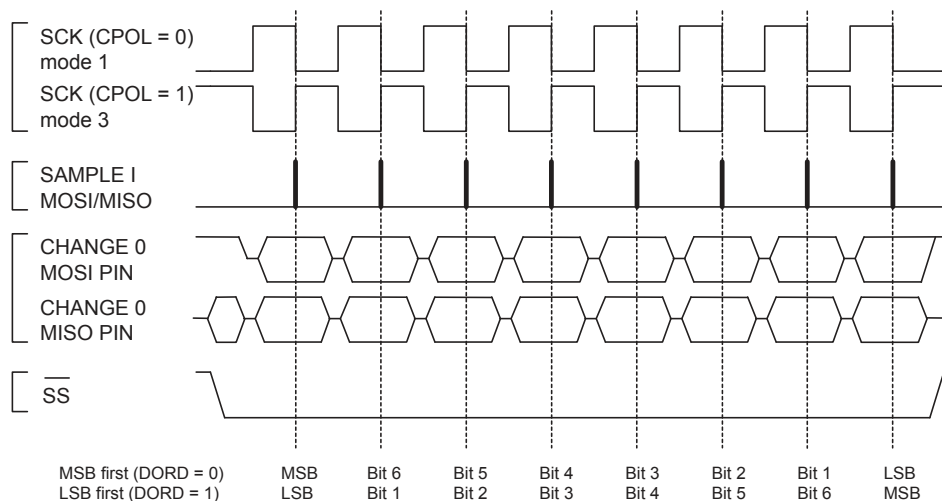 SCK (CPOL = 0)
mode 1
SCK (CPOL = 1)
mode 3
SAMPLE I
MOSI/MISO
CHANGE 0
MOSI PIN
CHANGE 0
MISO PIN
SS
MSB first (DORD = 0) MSB Bit 6 Bit 5 Bit 4 Bit 3 Bit 2 Bit 1 LSB
LSB first (DORD = 1) LSB Bit 1 Bit 2 Bit 3 Bit 4 Bit 5 Bit 6 MSB